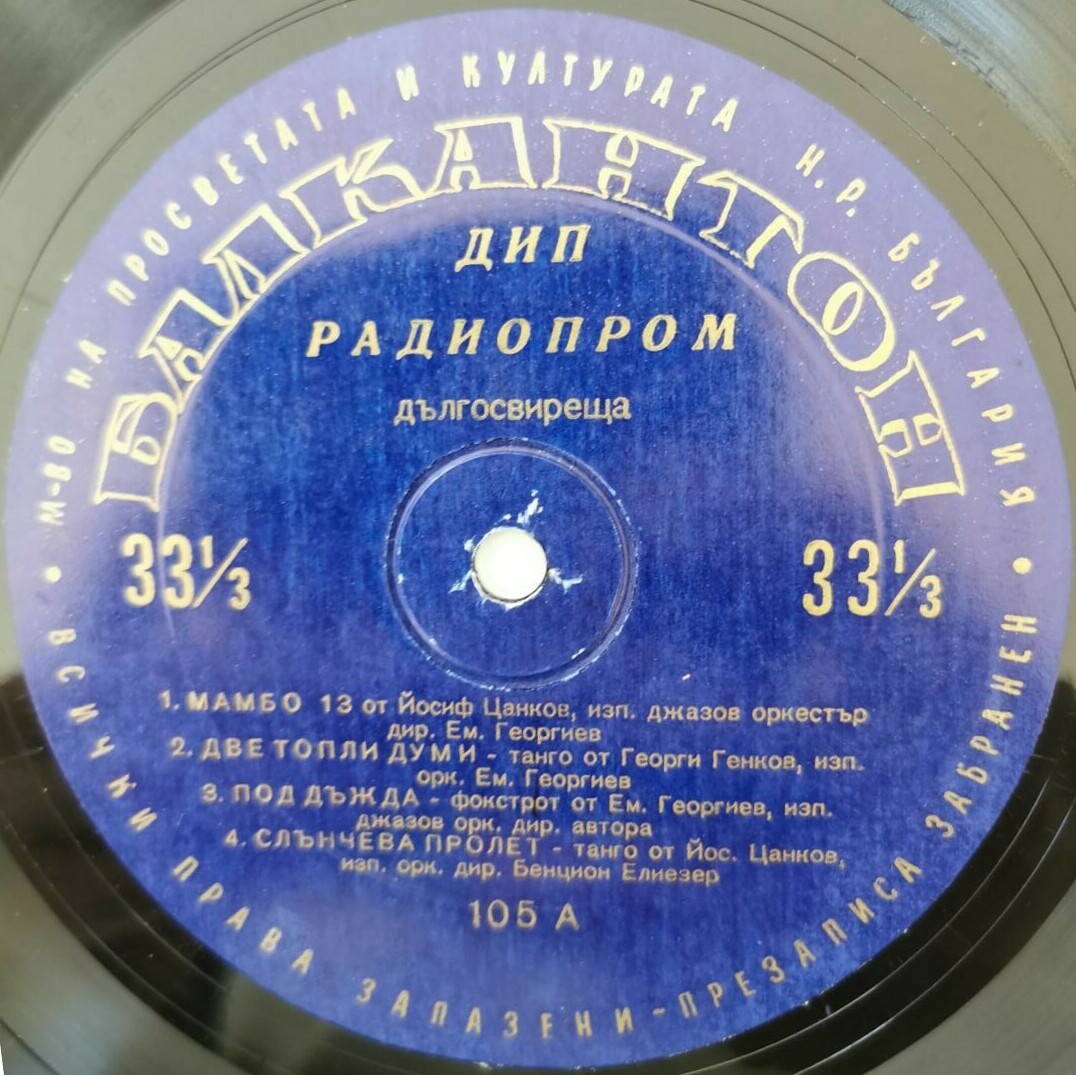 М-ВО НА ПРОСВЕТАТА И КУЛТУРАТА Н.Р. БЪЛГАРИЯ
БАЛКАНТОН
ДИП
РАДИОПРОМ
дългосвиреща
33⅓ 33⅓
1. МАМБО 13 от Йосиф Цанков, изп. джазов оркестър
дир. Ем. Георгиев
2. ДВЕ ТОПЛИ ДУМИ - танго от Георги Генков, изп.
орк. Ем. Георгиев
3. ПОД ДЪЖДА - фокстрот от Ем. Георгиев, изп.
джазов орк. дир. автора
4. СЛЪНЧЕВА ПРОЛЕТ - танго от Йос. Цанков,
изп. орк. дир. Бенцион Елиезер
105 А
• ВСИЧКИ ПРАВА ЗАПАЗЕНИ - ПРЕЗАПИСА ЗАБРАНЕН •